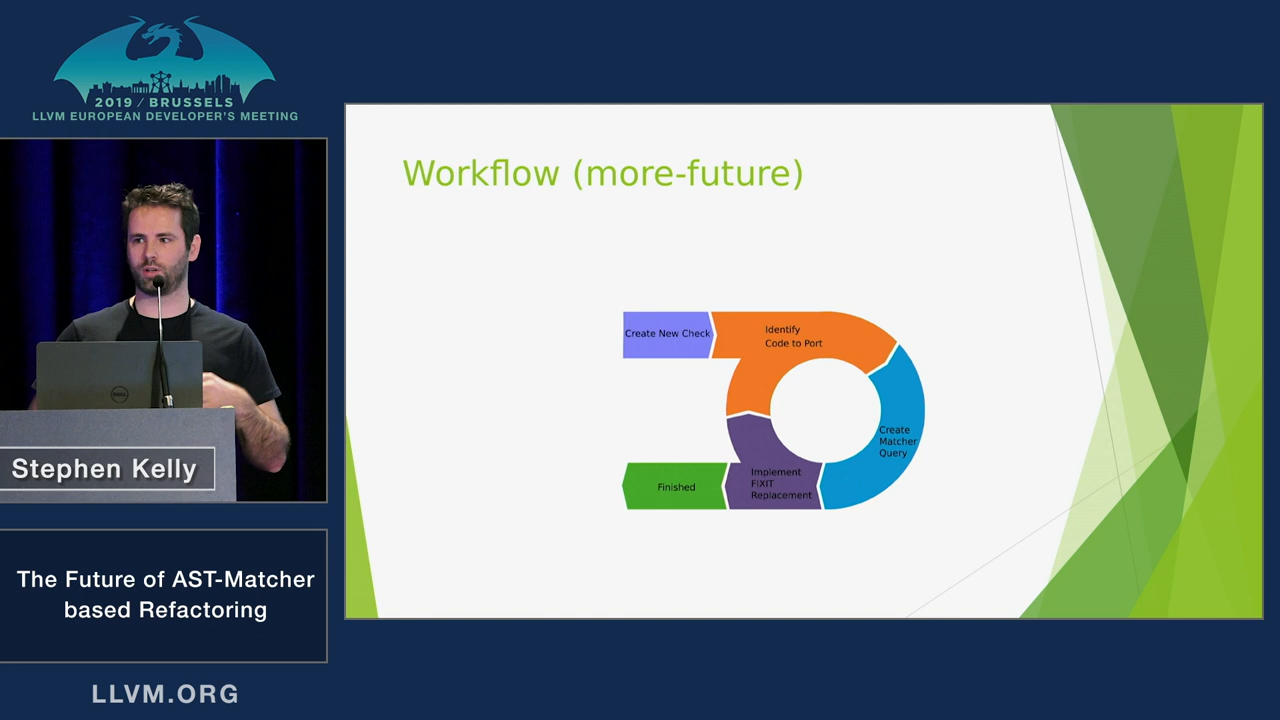 2019 / BRUSSELS
LLVM EUROPEAN DEVELOPER'S MEETING
Stephen Kelly
The Future of AST-Matcher
based Refactoring
LLVM.ORG
Workflow (more-future)
Create New Check
Identify
Code to Port
Create
Matcher
Query
Implement
FIXIT
Replacement
Finished
DELL